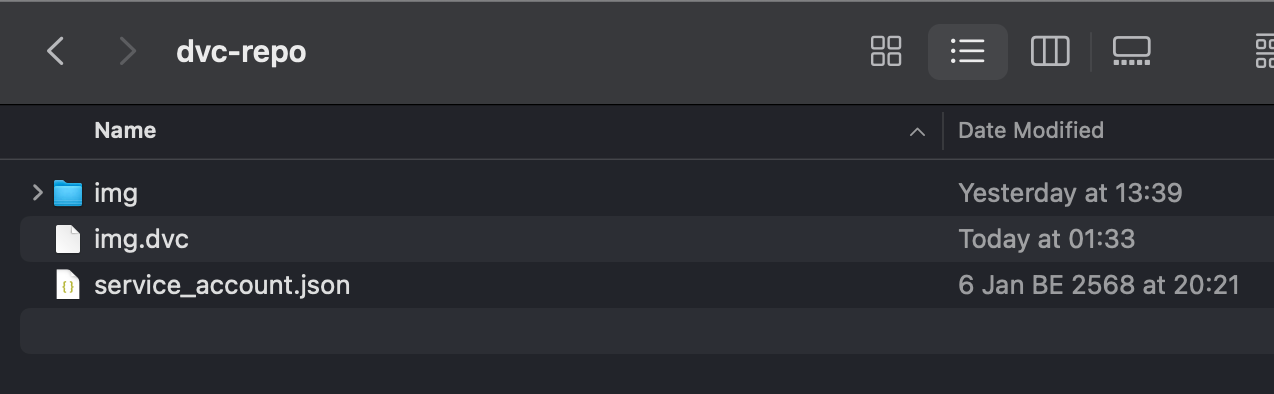 dvc-repo
Name Date Modified
img Yesterday at 13:39
img.dvc Today at 01:33
service_account.json 6 Jan BE 2568 at 20:21